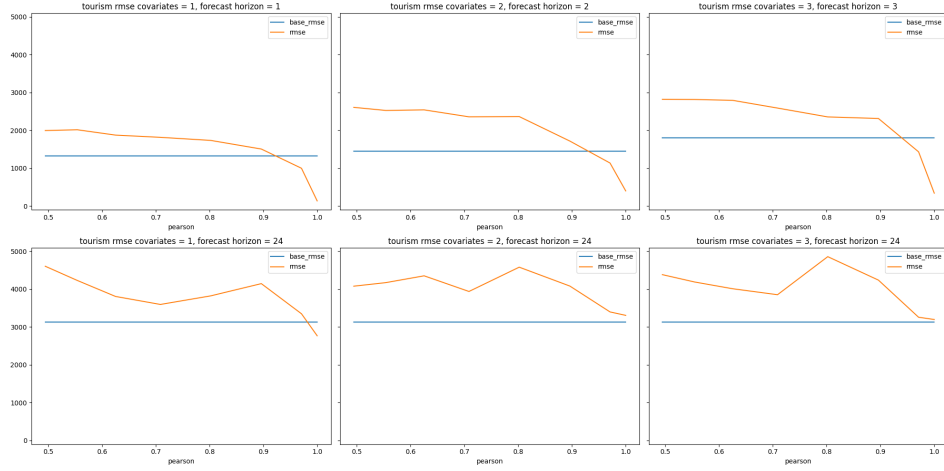 tourism rmse covariates = 1, forecast horizon = 1
base_rmse
rmse
5000
4000
3000
2000
1000
0
0.5 0.6 0.7 0.8 0.9 1.0
pearson
tourism rmse covariates = 2, forecast horizon = 2
base_rmse
rmse
0.5 0.6 0.7 0.8 0.9 1.0
pearson
tourism rmse covariates = 3, forecast horizon = 3
base_rmse
rmse
0.5 0.6 0.7 0.8 0.9 1.0
pearson
tourism rmse covariates = 1, forecast horizon = 24
base_rmse
rmse
5000
4000
3000
2000
1000
0
0.5 0.6 0.7 0.8 0.9 1.0
pearson
tourism rmse covariates = 2, forecast horizon = 24
base_rmse
rmse
0.5 0.6 0.7 0.8 0.9 1.0
pearson
tourism rmse covariates = 3, forecast horizon = 24
base_rmse
rmse
0.5 0.6 0.7 0.8 0.9 1.0
pearson